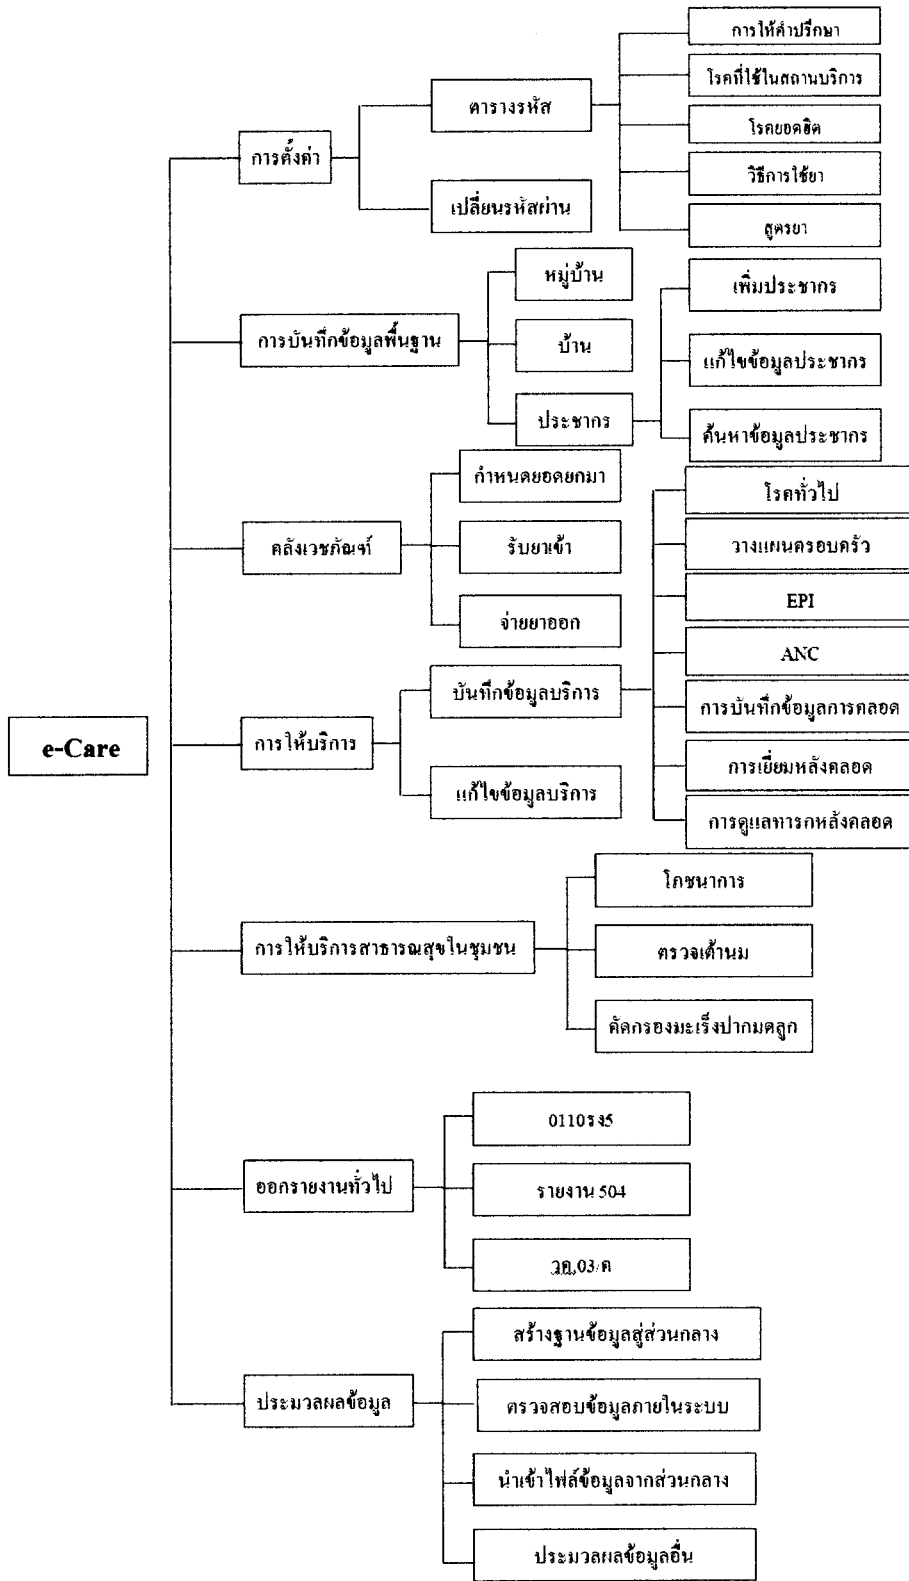 e-Care
การตั้งค่า
ตารางรหัส
การให้คำปรึกษา
โรคที่ใช้ในสถานบริการ
โรคยอดฮิต
วิธีการใช้ยา
สูตรยา
เปลี่ยนรหัสผ่าน
การบันทึกข้อมูลพื้นฐาน
หมู่บ้าน
บ้าน
ประชากร
เพิ่มประชากร
แก้ไขข้อมูลประชากร
ค้นหาข้อมูลประชากร
คลังเวชภัณฑ์
กำหนดยอดยกมา
รับยาเข้า
จ่ายยาออก
การให้บริการ
บันทึกข้อมูลบริการ
โรคทั่วไป
วางแผนครอบครัว
EPI
ANC
การบันทึกข้อมูลการคลอด
การเยี่ยมหลังคลอด
การดูแลทารกหลังคลอด
แก้ไขข้อมูลบริการ
การให้บริการสาธารณสุขในชุมชน
โภชนาการ
ตรวจเต้านม
คัดกรองมะเร็งปากมดลูก
ออกรายงานทั่วไป
0110รง5
รายงาน 504
วค.03/ค
ประมวลผลข้อมูล
สร้างฐานข้อมูลสู่ส่วนกลาง
ตรวจสอบข้อมูลภายในระบบ
นำเข้าไฟล์ข้อมูลจากส่วนกลาง
ประมวลผลข้อมูลอื่น